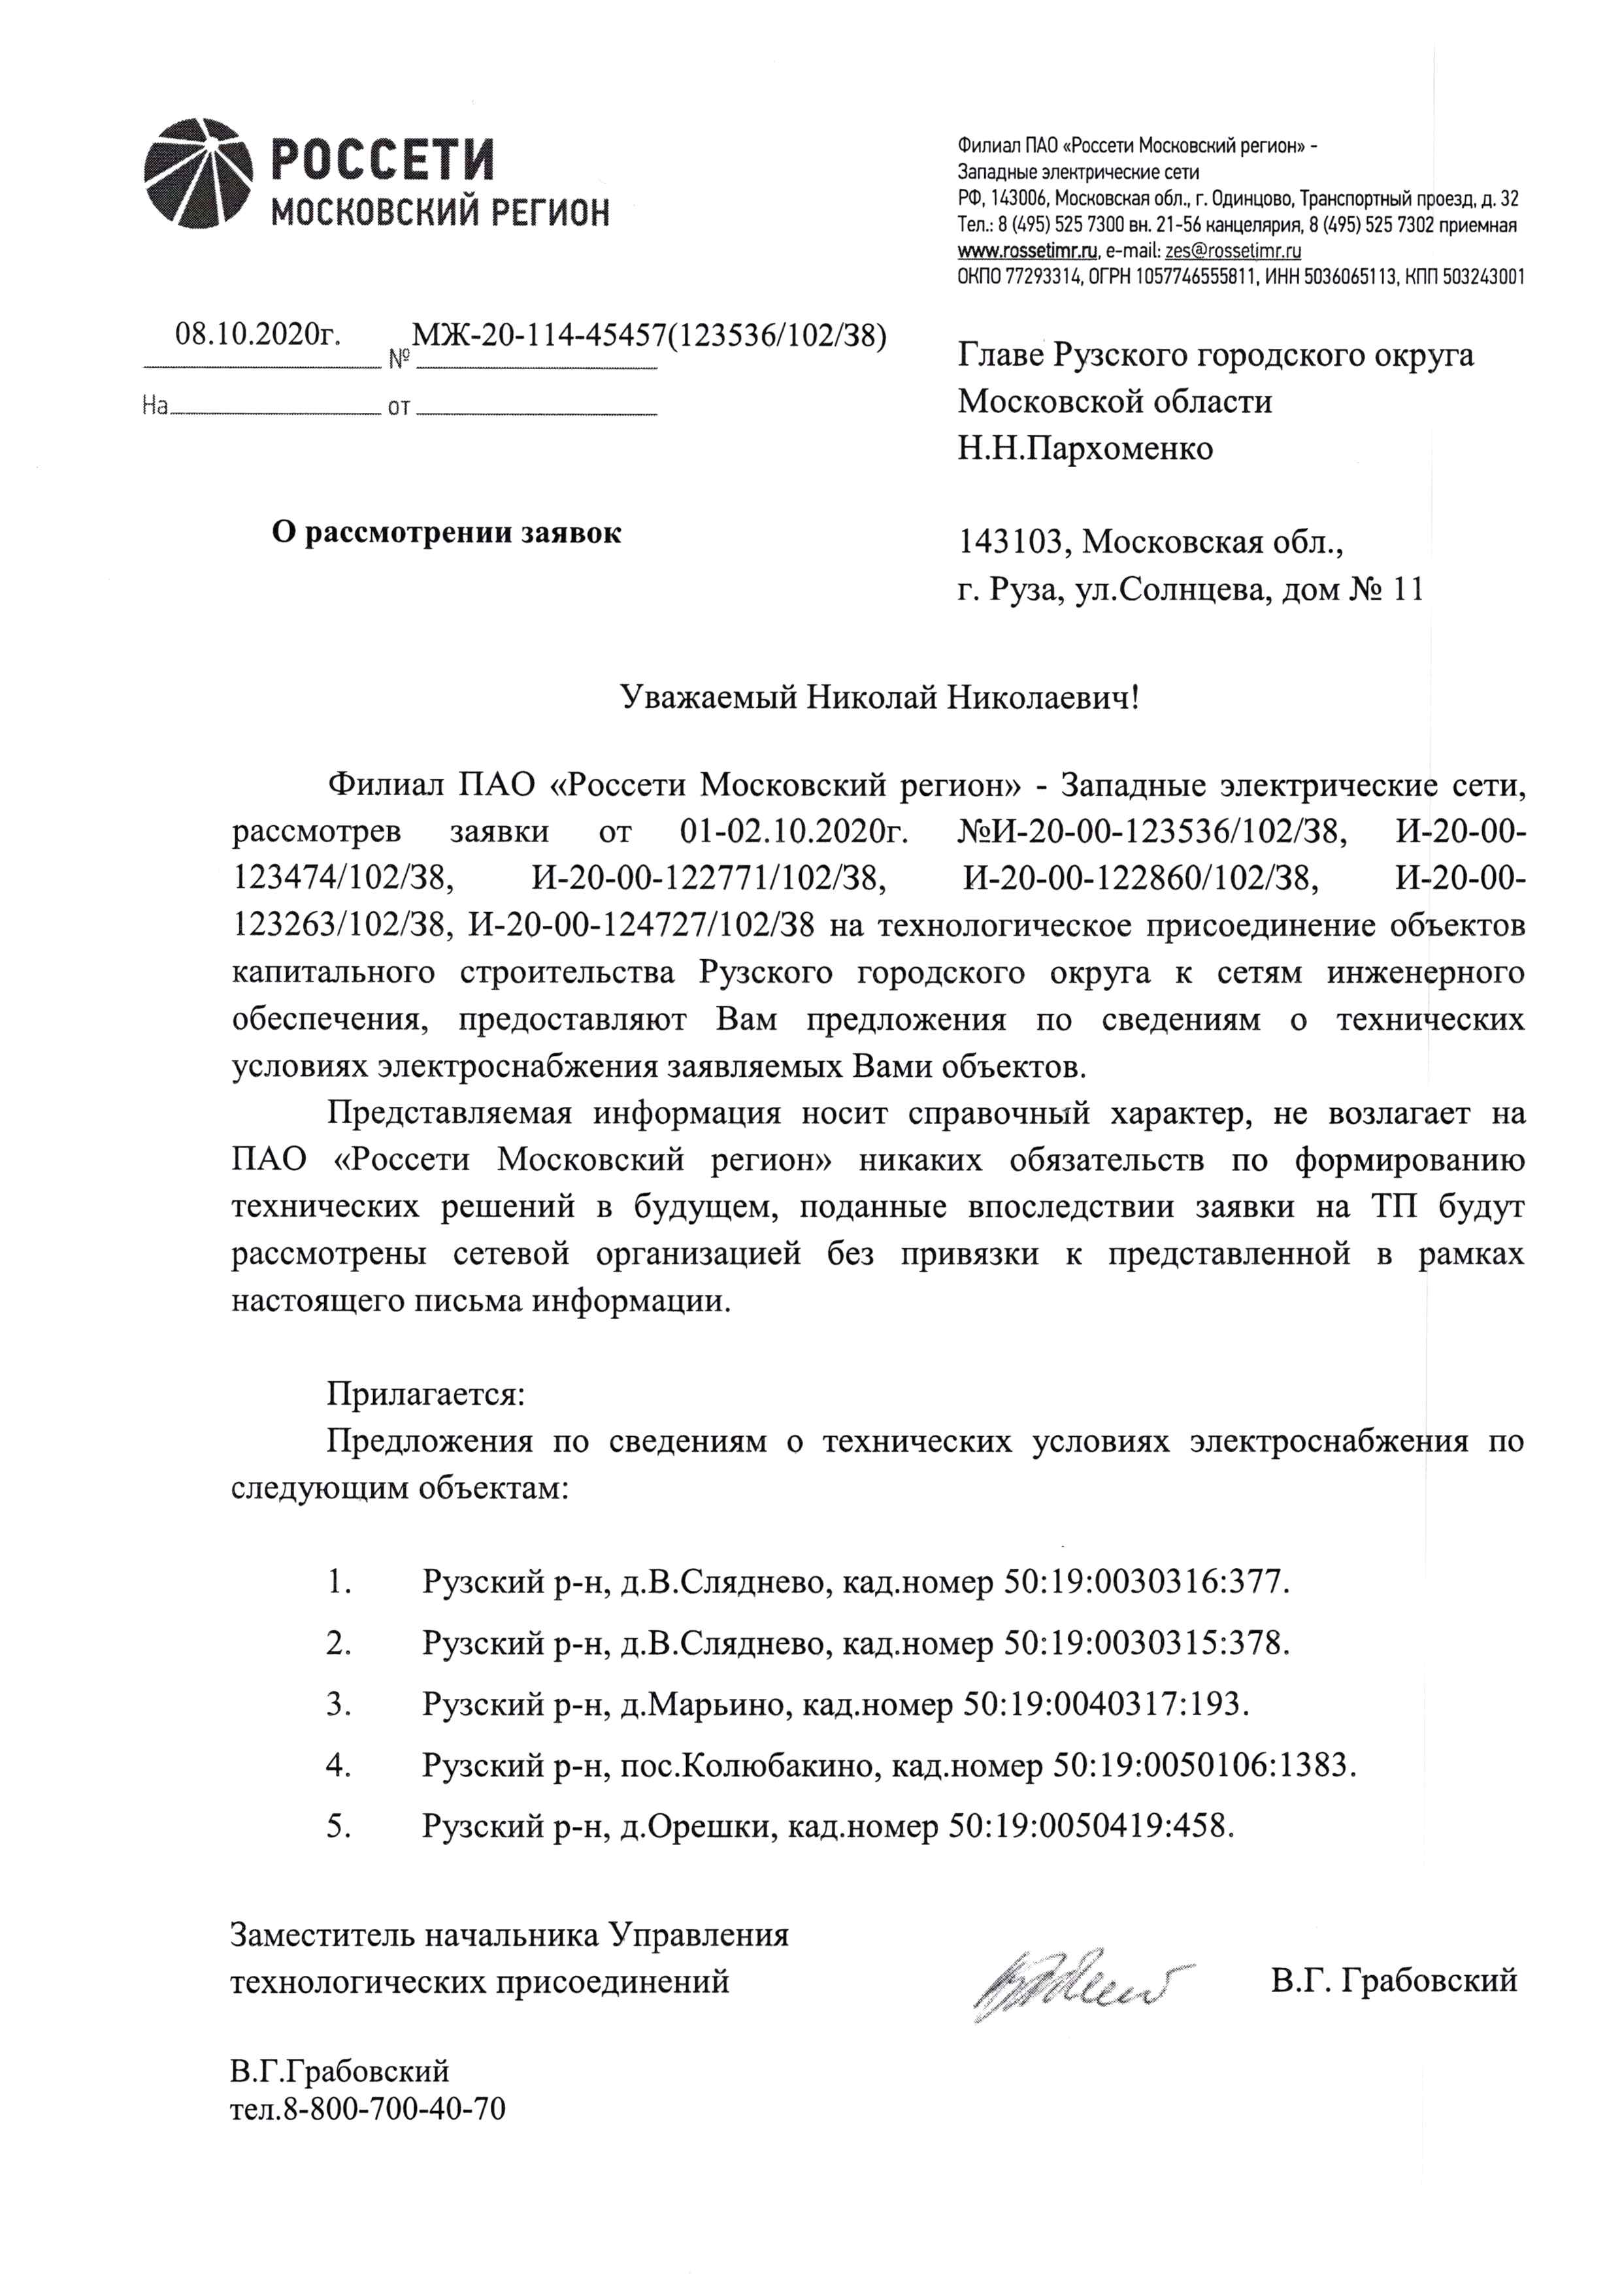 РОССЕТИ
МОСКОВСКИЙ РЕГИОН
Филиал ПАО «Россети Московский регион» -
Западные электрические сети
РФ, 143006, Московская обл., г. Одинцово, Транспортный проезд, д. 32
Тел.: 8 (495) 525 7300 вн. 21-56 канцелярия, 8 (495) 525 7302 приемная
www.rossetimr.ru, e-mail: zes@rossetimr.ru
ОКПО 77293314, ОГРН 1057746555811, ИНН 5036065113, КПП 503243001
08.10.2020г. № МЖ-20-114-45457(123536/102/38)
На от
Главе Рузского городского округа
Московской области
Н.Н.Пархоменко
О рассмотрении заявок
143103, Московская обл.,
г. Руза, ул.Солнцева, дом № 11
Уважаемый Николай Николаевич!
Филиал ПАО «Россети Московский регион» - Западные электрические сети,
рассмотрев заявки от 01-02.10.2020г. №И-20-00-123536/102/38, И-20-00-
123474/102/38, И-20-00-122771/102/38, И-20-00-122860/102/38, И-20-00-
123263/102/38, И-20-00-124727/102/38 на технологическое присоединение объектов
капитального строительства Рузского городского округа к сетям инженерного
обеспечения, предоставляют Вам предложения по сведениям о технических
условиях электроснабжения заявляемых Вами объектов.
Представляемая информация носит справочный характер, не возлагает на
ПАО «Россети Московский регион» никаких обязательств по формированию
технических решений в будущем, поданные впоследствии заявки на ТП будут
рассмотрены сетевой организацией без привязки к представленной в рамках
настоящего письма информации.
Прилагается:
Предложения по сведениям о технических условиях электроснабжения по
следующим объектам:
1. Рузский р-н, д.В.Сляднево, кад.номер 50:19:0030316:377.
2. Рузский р-н, д.В.Сляднево, кад.номер 50:19:0030315:378.
3. Рузский р-н, д.Марьино, кад.номер 50:19:0040317:193.
4. Рузский р-н, пос.Колюбакино, кад.номер 50:19:0050106:1383.
5. Рузский р-н, д.Орешки, кад.номер 50:19:0050419:458.
Заместитель начальника Управления
технологических присоединений В.Г. Грабовский
В.Г.Грабовский
тел.8-800-700-40-70